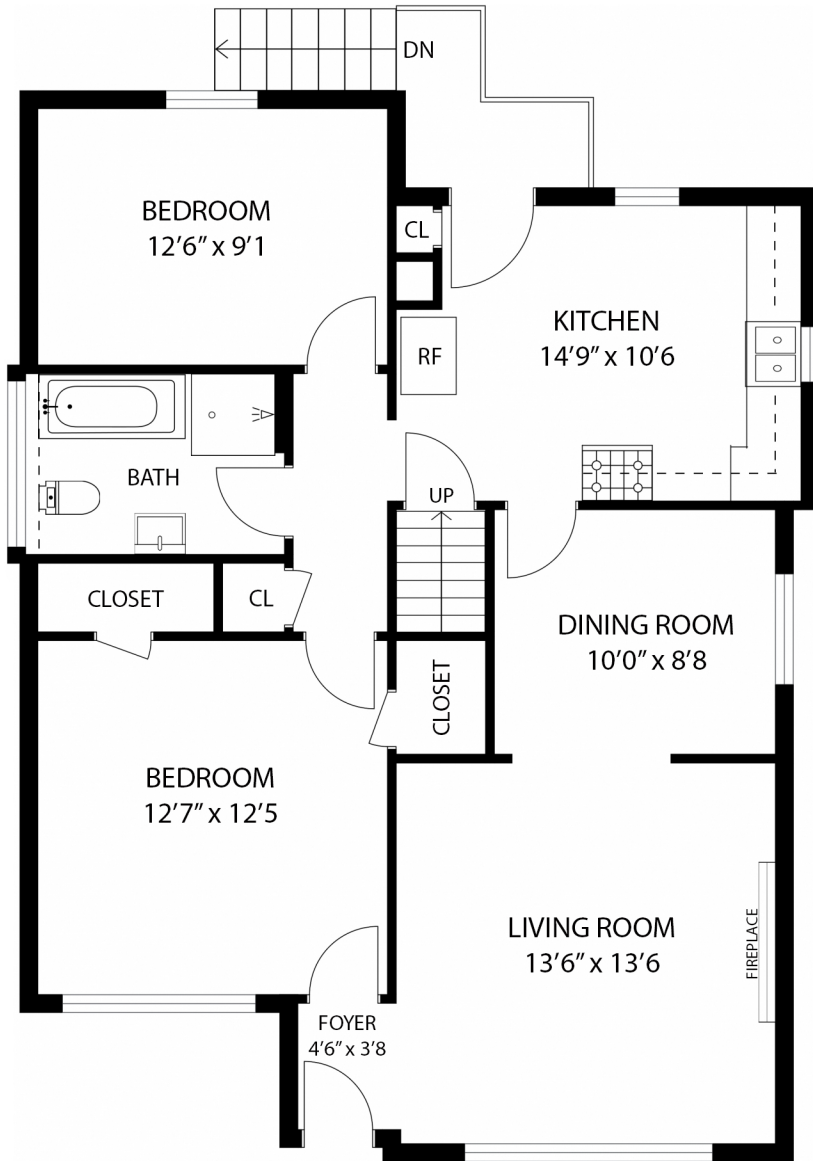 DN
BEDROOM
12’6” x 9’1
CL
KITCHEN
14’9” x 10’6
RF
BATH
UP
CLOSET
CL
DINING ROOM
10’0” x 8’8
CLOSET
BEDROOM
12’7” x 12’5
LIVING ROOM
13’6” x 13’6
FIREPLACE
FOYER
4’6” x 3’8